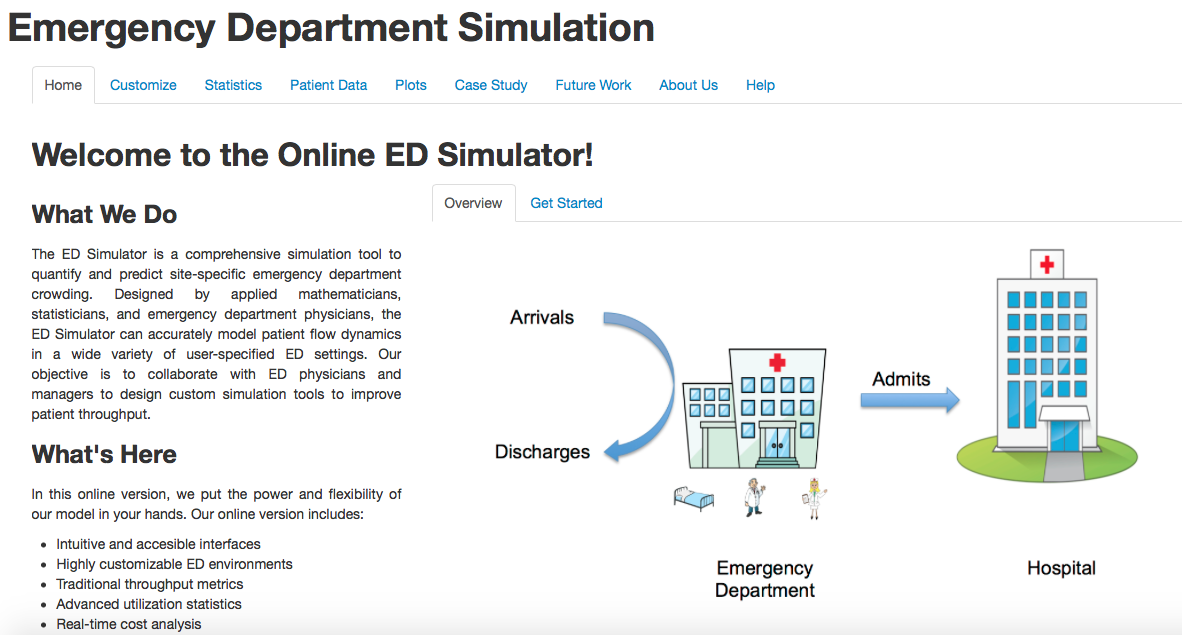 Emergency Department Simulation
Home Customize Statistics Patient Data Plots Case Study Future Work About Us Help
Welcome to the Online ED Simulator!
What We Do
The ED Simulator is a comprehensive simulation tool to
quantify and predict site-specific emergency department
crowding. Designed by applied mathematicians,
statisticians, and emergency department physicians, the
ED Simulator can accurately model patient flow dynamics
in a wide variety of user-specified ED settings. Our
objective is to collaborate with ED physicians and
managers to design custom simulation tools to improve
patient throughput.
What's Here
In this online version, we put the power and flexibility of
our model in your hands. Our online version includes:
• Intuitive and accesible interfaces
• Highly customizable ED environments
• Traditional throughput metrics
• Advanced utilization statistics
• Real-time cost analysis
Overview Get Started
Arrivals
Discharges
Admits
Emergency
Department
Hospital